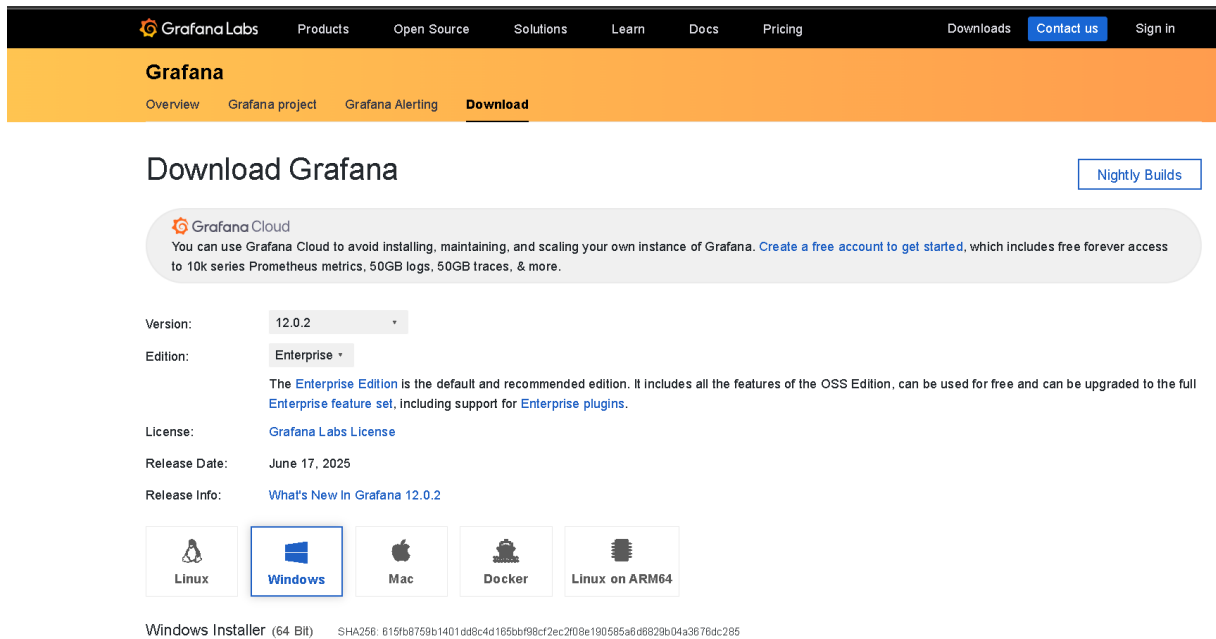 Grafana Labs Products Open Source Solutions Learn Docs Pricing Downloads Contact us Sign in
Grafana
Overview Grafana project Grafana Alerting Download
Download Grafana
Nightly Builds
Grafana Cloud
You can use Grafana Cloud to avoid installing, maintaining, and scaling your own instance of Grafana. Create a free account to get started, which includes free forever access
to 10k series Prometheus metrics, 50GB logs, 50GB traces, & more.
Version: 12.0.2
Edition: Enterprise
The Enterprise Edition is the default and recommended edition. It includes all the features of the OSS Edition, can be used for free and can be upgraded to the full
Enterprise feature set, including support for Enterprise plugins.
License: Grafana Labs License
Release Date: June 17, 2025
Release Info: What's New In Grafana 12.0.2
Linux Windows Mac Docker Linux on ARM64
Windows Installer (64 Bit) SHA256: 615fb8759b1401dd8c4d165bbf98cf2ec2f08e190585a6d6829b04a3676dc285